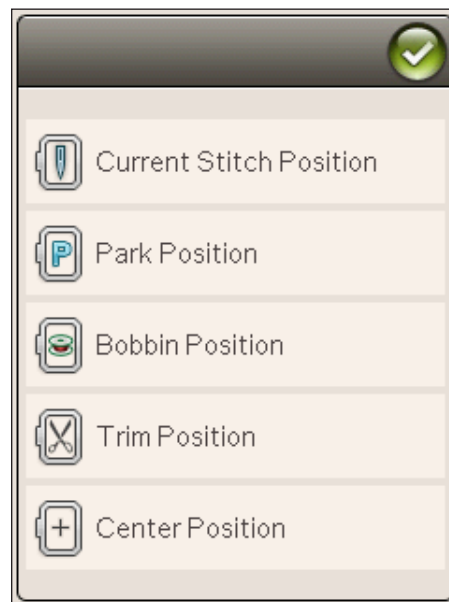 Current Stitch Position
P Park Position
Bobbin Position
Trim Position
Center Position